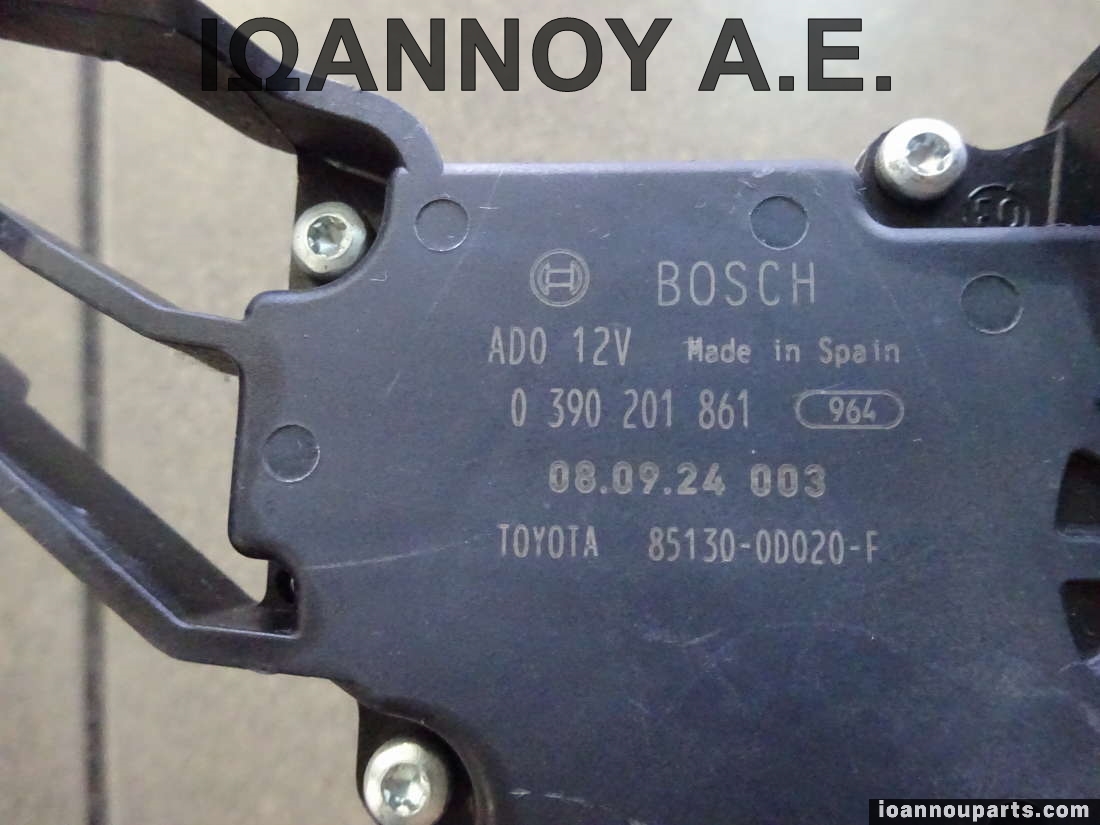 ΙΩΑΝΝΟΥ Α.Ε.
BOSCH
ADO 12V Made in Spain
0 390 201 861 964
08.09.24 003
TOYOTA 85130-0D020-F
ioannouparts.com